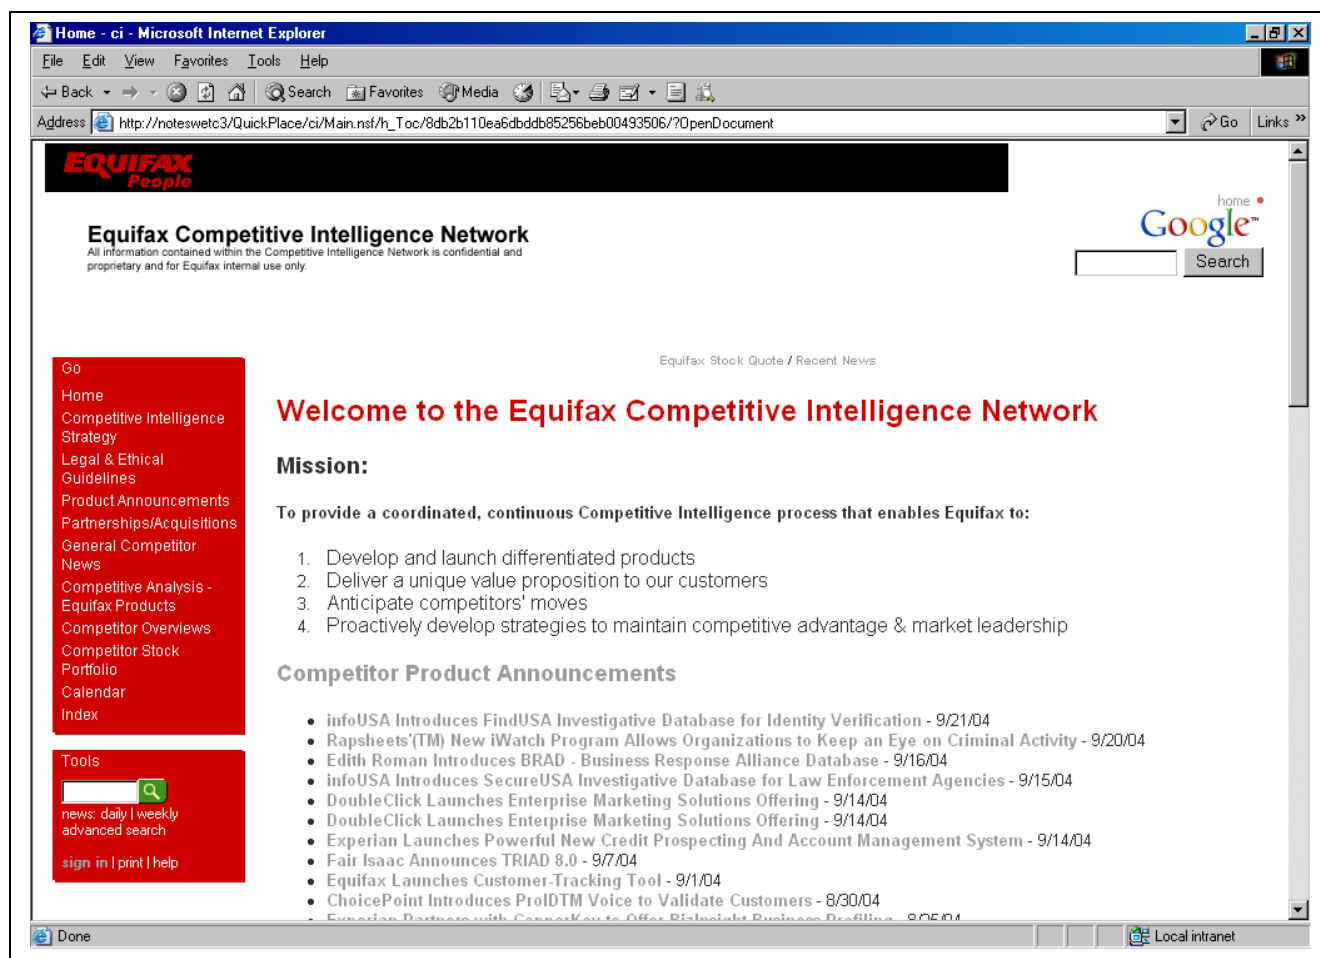 Home - ci - Microsoft Internet Explorer
File Edit View Favorites Tools Help
Back Search Favorites Media
Address http://noteswetc3/QuickPlace/ci/Main.nsf/h_Toc/8db2b110ea6dbddb85256beb00493506/?OpenDocument Go Links »
EQUIFAX
People
home
Equifax Competitive Intelligence Network
All information contained within the Competitive Intelligence Network is confidential and
proprietary and for Equifax internal use only.
Google™
Search
Equifax Stock Quote / Recent News
Go
Home
Competitive Intelligence
Strategy
Legal & Ethical
Guidelines
Product Announcements
Partnerships/Acquisitions
General Competitor
News
Competitive Analysis -
Equifax Products
Competitor Overviews
Competitor Stock
Portfolio
Calendar
Index
Tools
news: daily | weekly
advanced search
sign in | print | help
Welcome to the Equifax Competitive Intelligence Network
Mission:
To provide a coordinated, continuous Competitive Intelligence process that enables Equifax to:
1. Develop and launch differentiated products
2. Deliver a unique value proposition to our customers
3. Anticipate competitors' moves
4. Proactively develop strategies to maintain competitive advantage & market leadership
Competitor Product Announcements
• infoUSA Introduces FindUSA Investigative Database for Identity Verification - 9/21/04
• Rapsheets'(TM) New iWatch Program Allows Organizations to Keep an Eye on Criminal Activity - 9/20/04
• Edith Roman Introduces BRAD - Business Response Alliance Database - 9/16/04
• infoUSA Introduces SecureUSA Investigative Database for Law Enforcement Agencies - 9/15/04
• DoubleClick Launches Enterprise Marketing Solutions Offering - 9/14/04
• DoubleClick Launches Enterprise Marketing Solutions Offering - 9/14/04
• Experian Launches Powerful New Credit Prospecting And Account Management System - 9/14/04
• Fair Isaac Announces TRIAD 8.0 - 9/7/04
• Equifax Launches Customer-Tracking Tool - 9/1/04
• ChoicePoint Introduces ProIDTM Voice to Validate Customers - 8/30/04
• Experian Partners with CopperKey to Offer BizInsight Business Profiling - 8/25/04
Done Local intranet